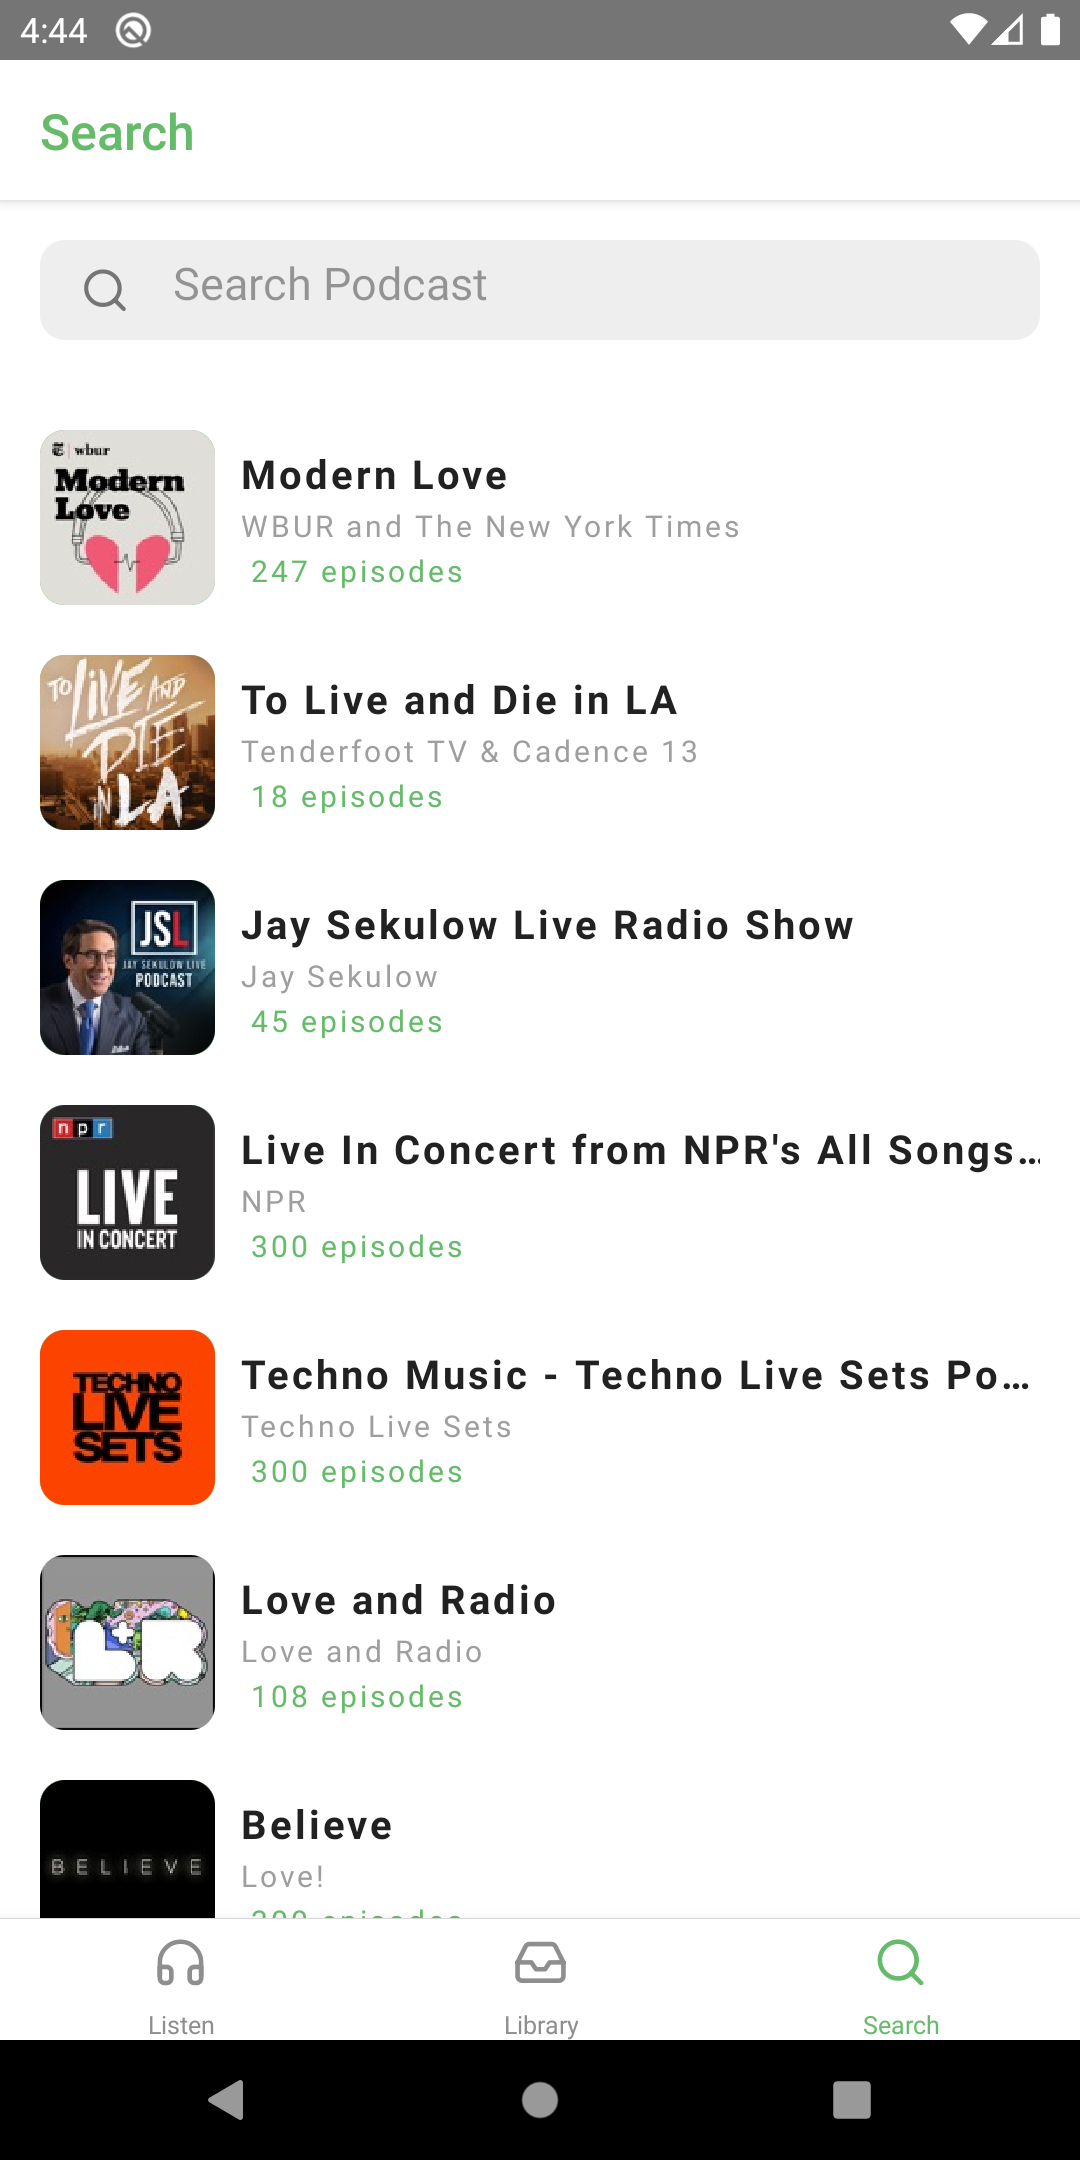 4:44
Search
Search Podcast
wbur
Modern
Love
Modern Love
WBUR and The New York Times
247 episodes
TO LIVE AND
DIE
IN LA
To Live and Die in LA
Tenderfoot TV & Cadence 13
18 episodes
JSL
JAY SEKULOW LIVE
PODCAST
Jay Sekulow Live Radio Show
Jay Sekulow
45 episodes
npr
LIVE
IN CONCERT
Live In Concert from NPR's All Songs…
NPR
300 episodes
TECHNO
LIVE
SETS
Techno Music - Techno Live Sets Po…
Techno Live Sets
300 episodes
L+R
Love and Radio
Love and Radio
108 episodes
BELIEVE
Believe
Love!
Listen
Library
Search